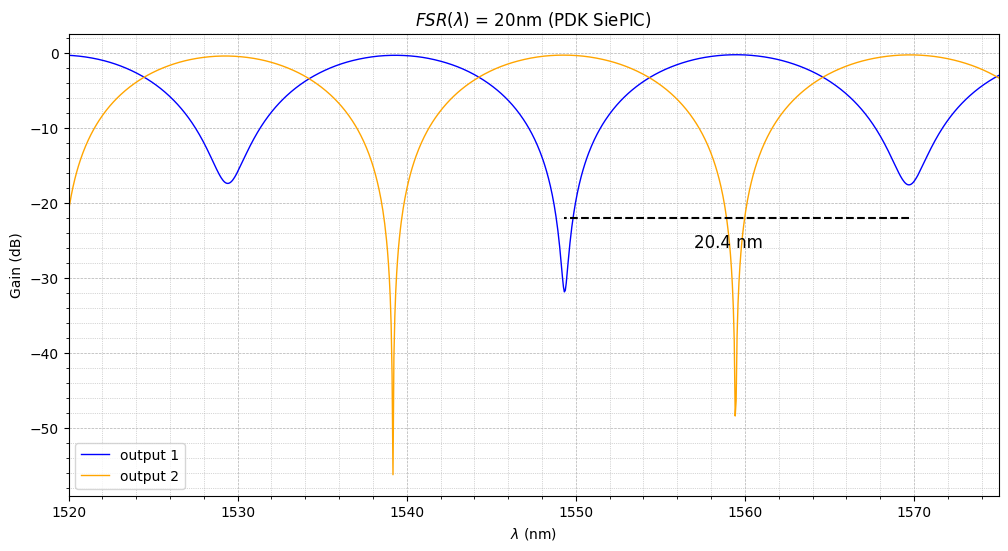 FSR(λ) = 20nm (PDK SiePIC)
Gain (dB)
0
−10
−20
−30
−40
−50
20.4 nm
output 1
output 2
1520 1530 1540 1550 1560 1570
λ (nm)